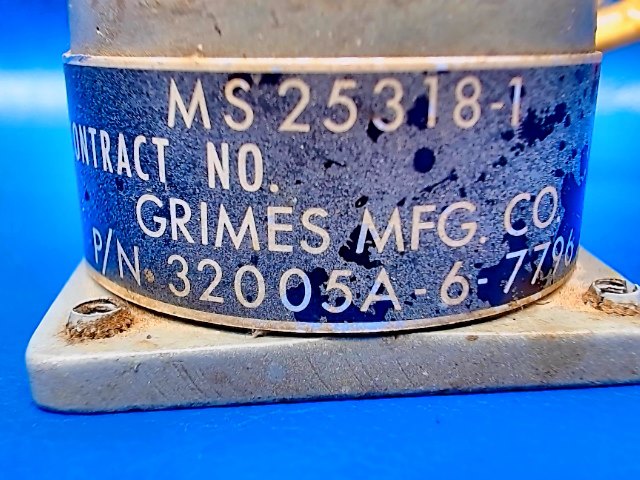 MS 25318-1
ONTRACT NO.
GRIMES MFG. CO.
P/N. 32005A-6-7796